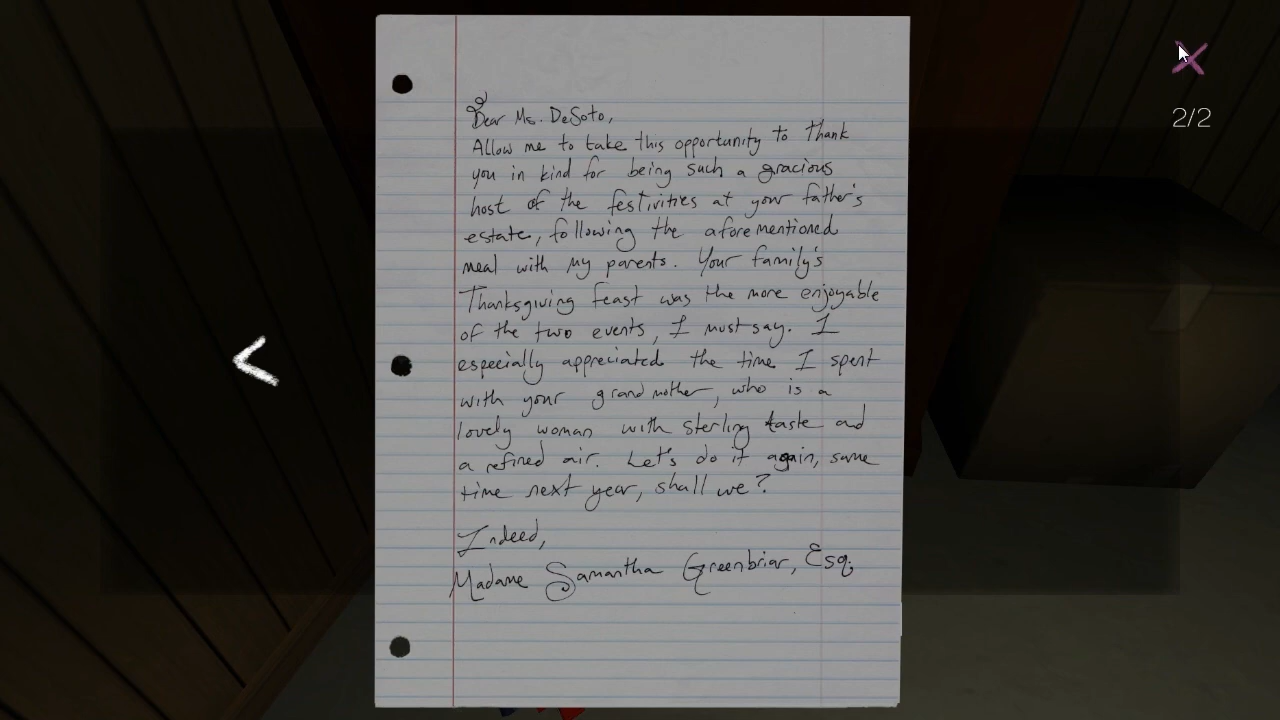 2/2
Dear Ms. DeSoto,
Allow me to take this opportunity to thank
you in kind for being such a gracious
host of the festivities at your father's
estate, following the aforementioned
meal with my parents. Your family's
Thanksgiving feast was the more enjoyable
of the two events, I must say. I
especially appreciated the time I spent
with your grandmother, who is a
lovely woman with sterling taste and
a refined air. Let's do it again, same
time next year, shall we?
Indeed,
Madame Samantha Greenbriar, Esq.